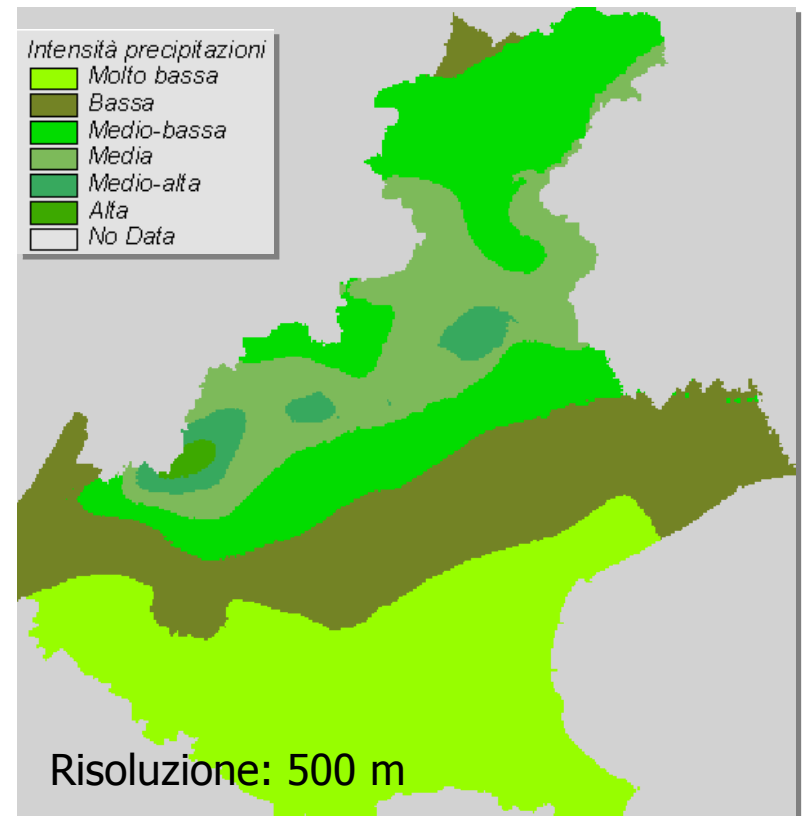 Intensità precipitazioni
Molto bassa
Bassa
Medio-bassa
Media
Medio-alta
Alta
No Data
Risoluzione: 500 m